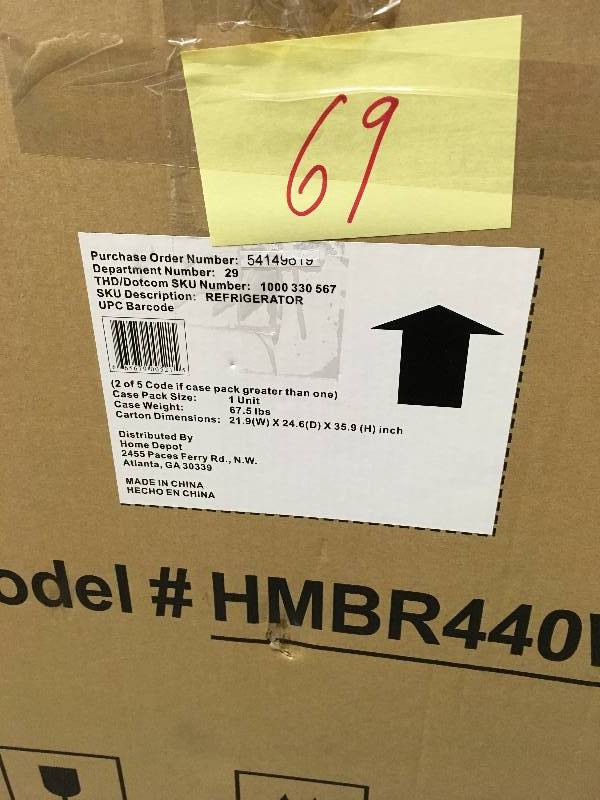 69
Purchase Order Number: 54149619
Department Number: 29
THD/Dotcom SKU Number: 1000 330 567
SKU Description: REFRIGERATOR
UPC Barcode
(2 of 5 Code if case pack greater than one)
Case Pack Size: 1 Unit
Case Weight: 67.5 lbs
Carton Dimensions: 21.9(W) X 24.6(D) X 35.9 (H) inch
Distributed By
Home Depot
2455 Paces Ferry Rd., N.W.
Atlanta, GA 30339
MADE IN CHINA
HECHO EN CHINA
odel # HMBR440